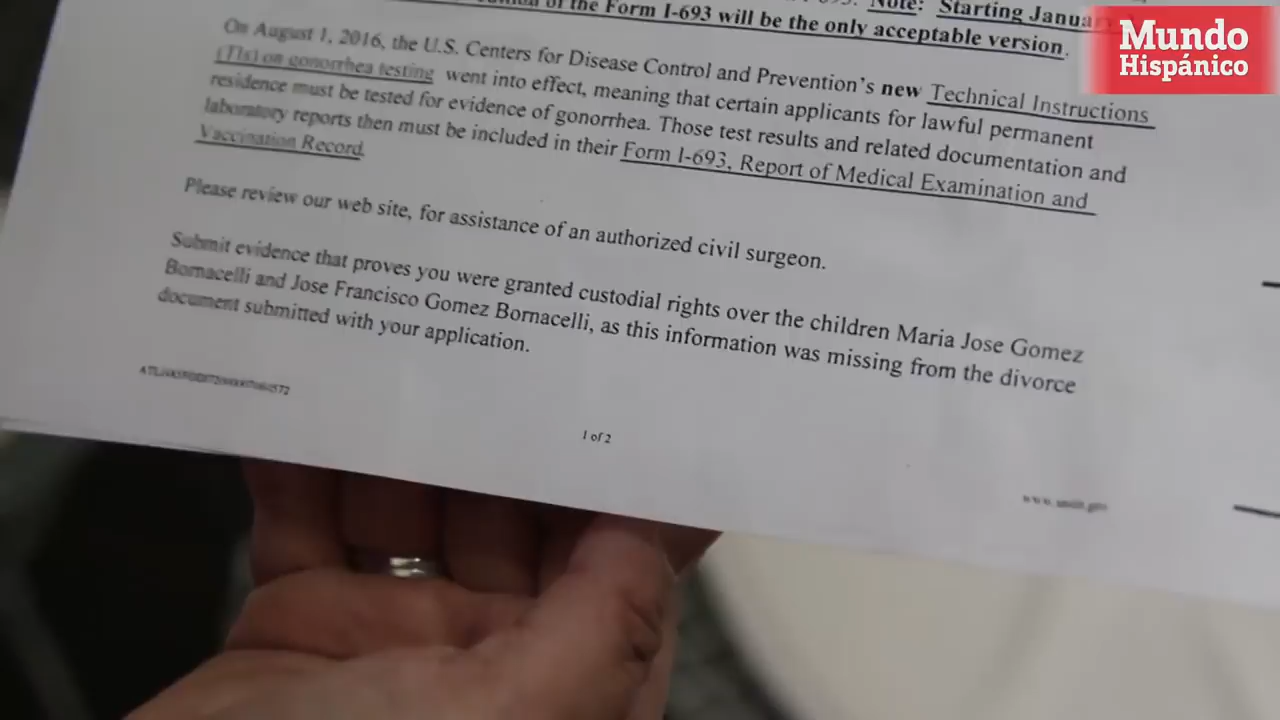 Note: Starting January
of the Form I-693 will be the only acceptable version.
On August 1, 2016, the U.S. Centers for Disease Control and Prevention's new Technical Instructions
(TIs) on gonorrhea testing went into effect, meaning that certain applicants for lawful permanent
residence must be tested for evidence of gonorrhea. Those test results and related documentation and
laboratory reports then must be included in their Form I-693, Report of Medical Examination and
Vaccination Record.
Please review our web site, for assistance of an authorized civil surgeon.
Submit evidence that proves you were granted custodial rights over the children Maria Jose Gomez
Bornacelli and Jose Francisco Gomez Bornacelli, as this information was missing from the divorce
document submitted with your application.
1 of 2
Mundo
Hispánico